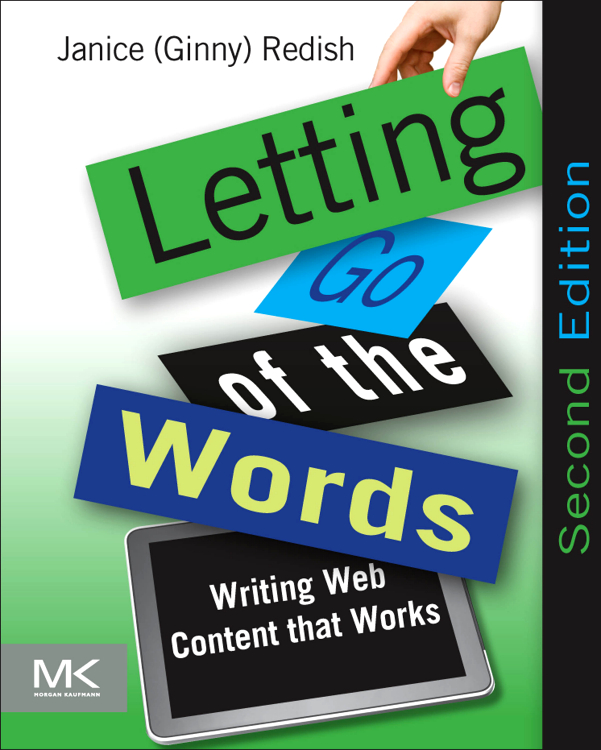 Janice (Ginny) Redish
Letting
Go
of the
Words
Writing Web
Content that Works
Second Edition
MK
MORGAN KAUFMANN